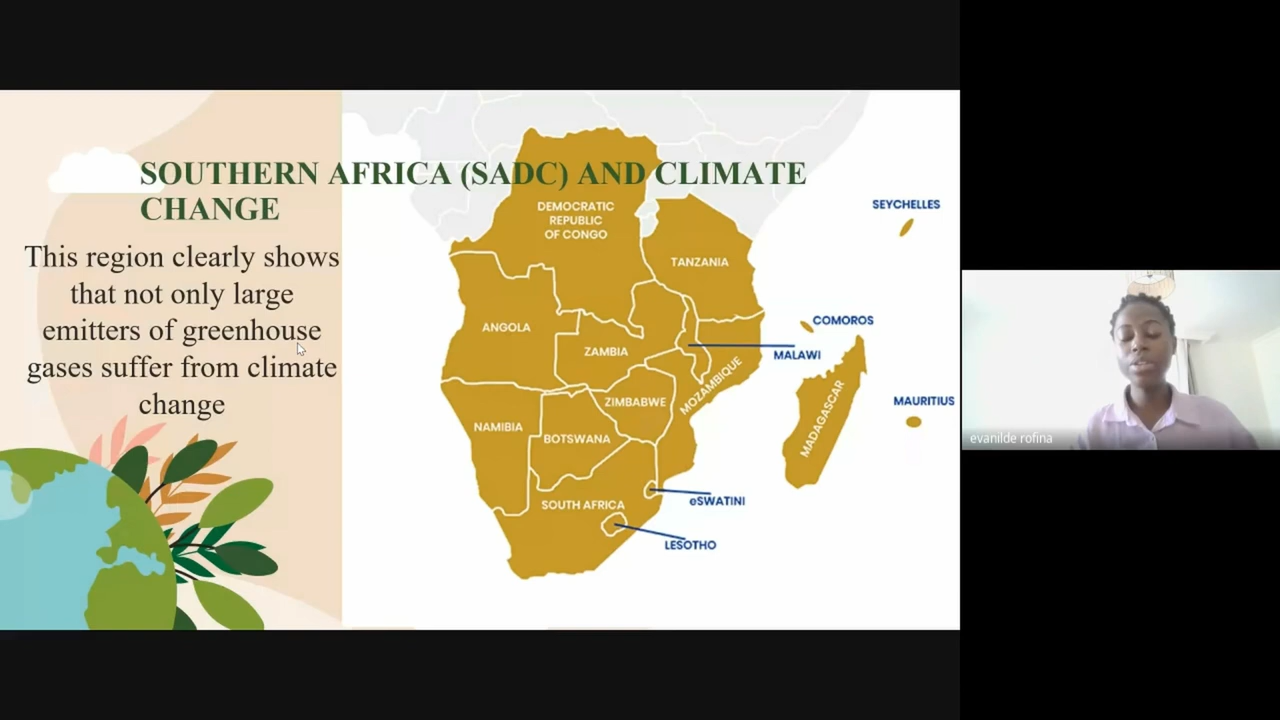 SOUTHERN AFRICA (SADC) AND CLIMATE
CHANGE
This region clearly shows
that not only large
emitters of greenhouse
gases suffer from climate
change
DEMOCRATIC
REPUBLIC
OF CONGO
TANZANIA
SEYCHELLES
ANGOLA
ZAMBIA
COMOROS
MALAWI
MOZAMBIQUE
ZIMBABWE
MADAGASCAR
MAURITIUS
NAMIBIA
BOTSWANA
SOUTH AFRICA
eSWATINI
LESOTHO
evanilde rofina